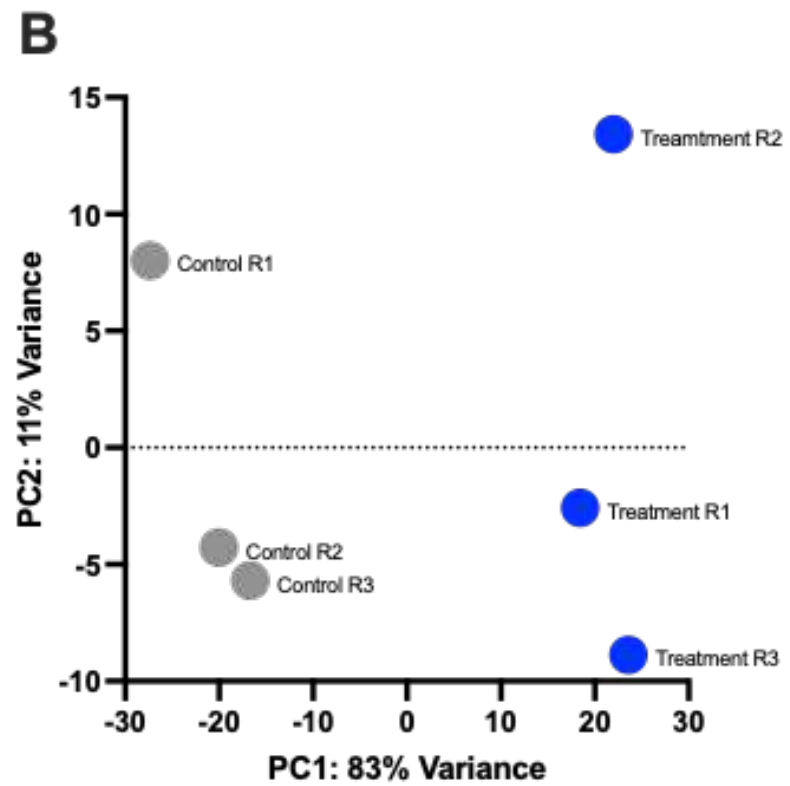 B
15
Treamtment R2
10
Control R1
5
PC2: 11% Variance
0
Treatment R1
Control R2
-5
Control R3
Treatment R3
-10
-30 -20 -10 0 10 20 30
PC1: 83% Variance